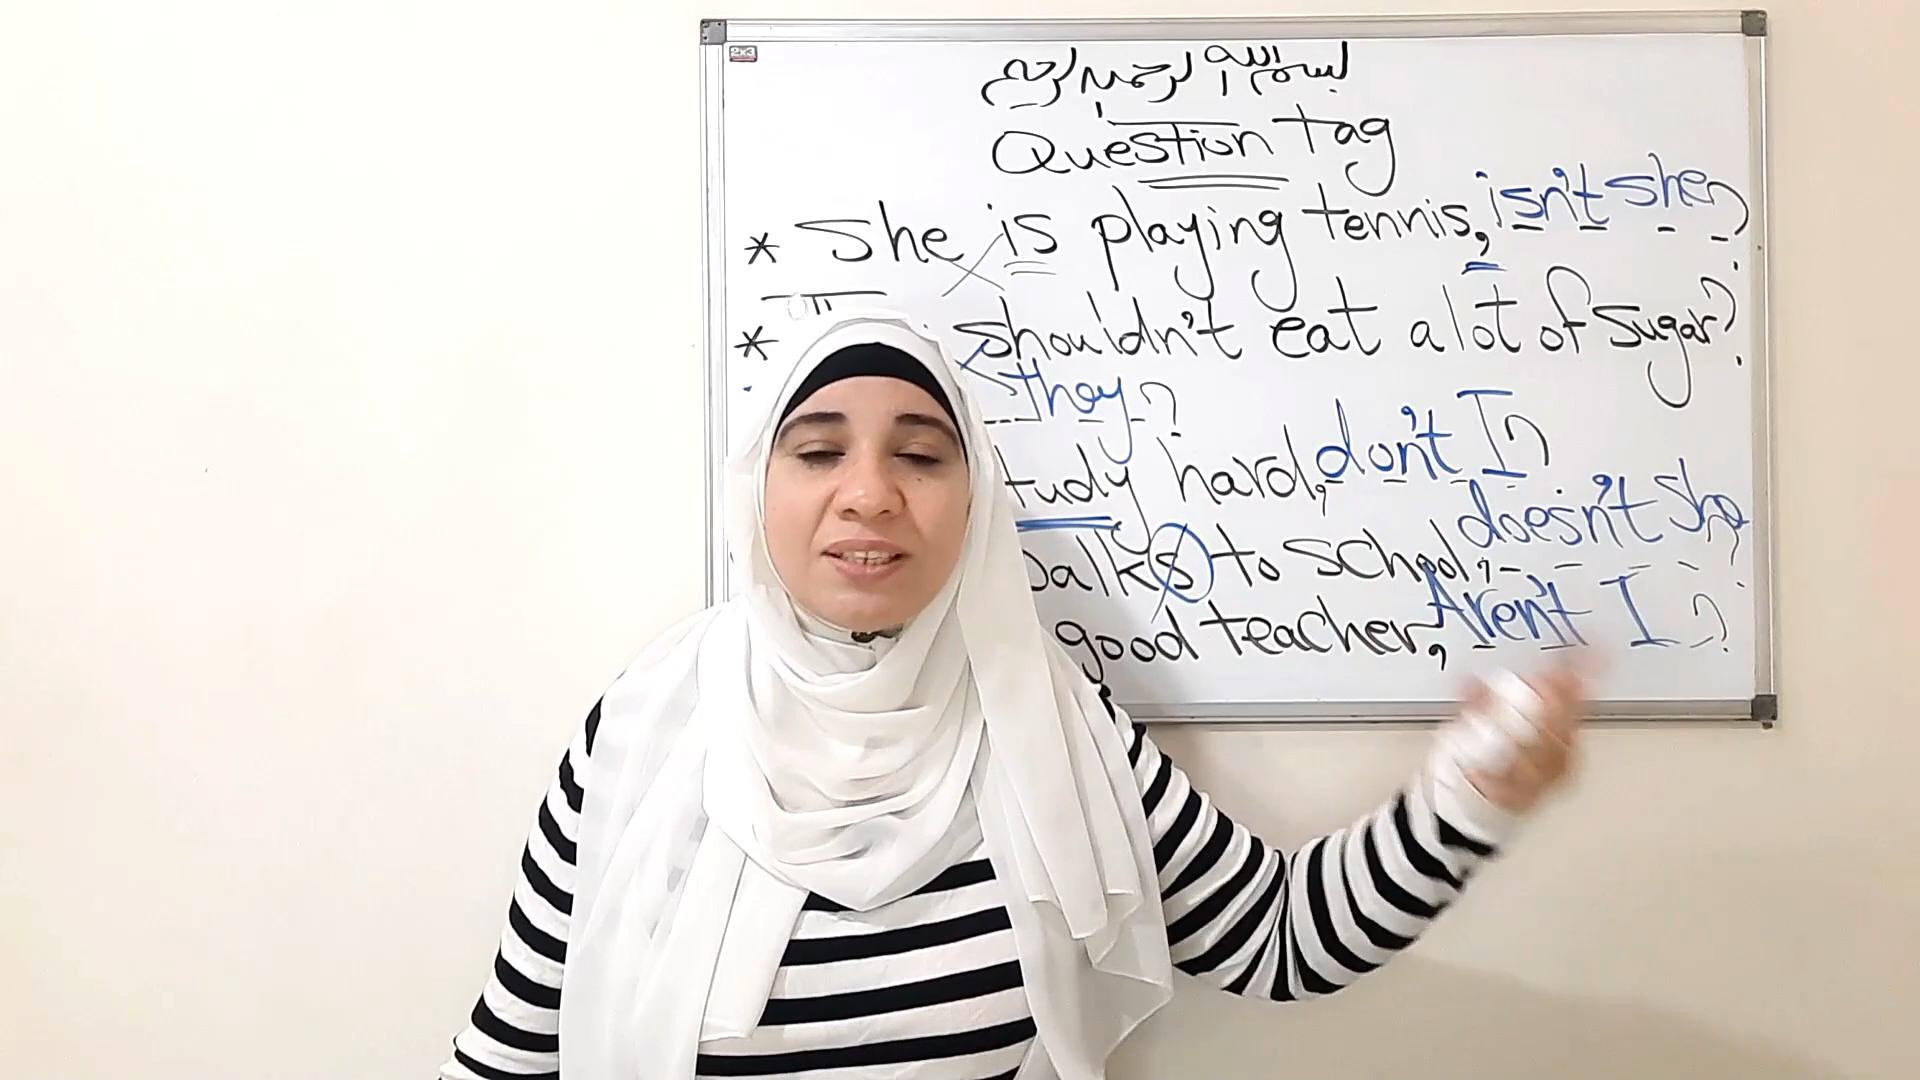 2x3
بسم الله الرحمن الرحيم
Question tag
* She is playing tennis, isn't she?
* shouldn't eat a lot of sugar?
they?
tudy hard, don't I?
alks to school, doesn't she?
good teacher, Aren't I?